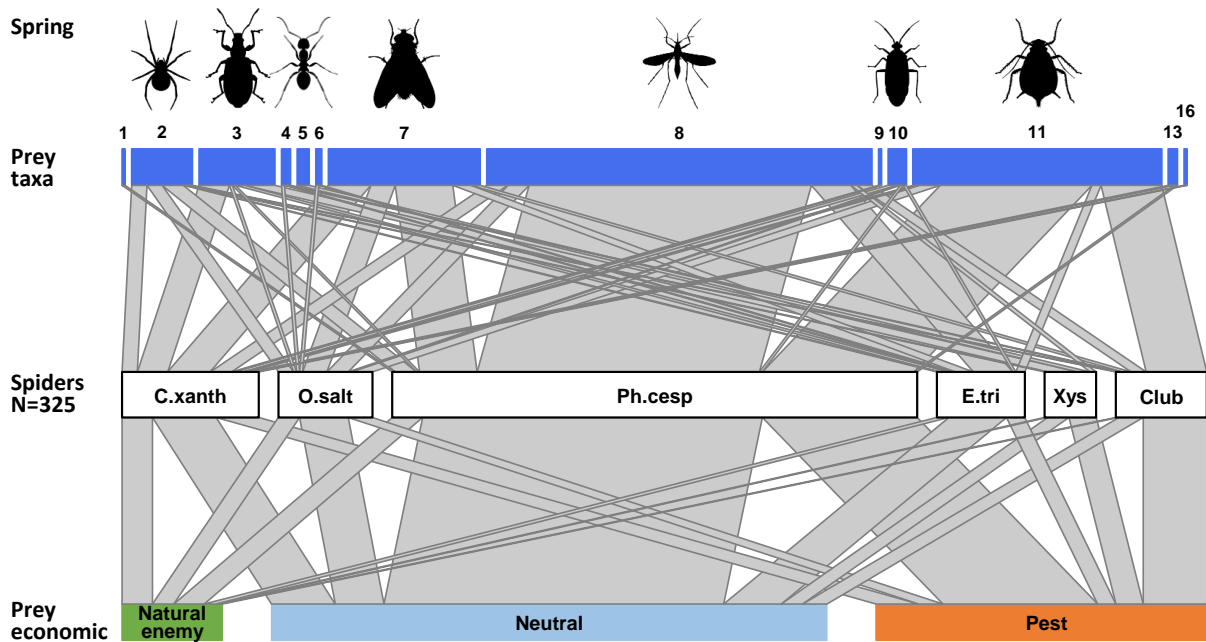 Spring
1 2 3 4 5 6 7 8 9 10 11 13 16
Prey
taxa
Spiders
N=325
C.xanth O.salt Ph.cesp E.tri Xys Club
Prey
economic
Natural
enemy
Neutral
Pest